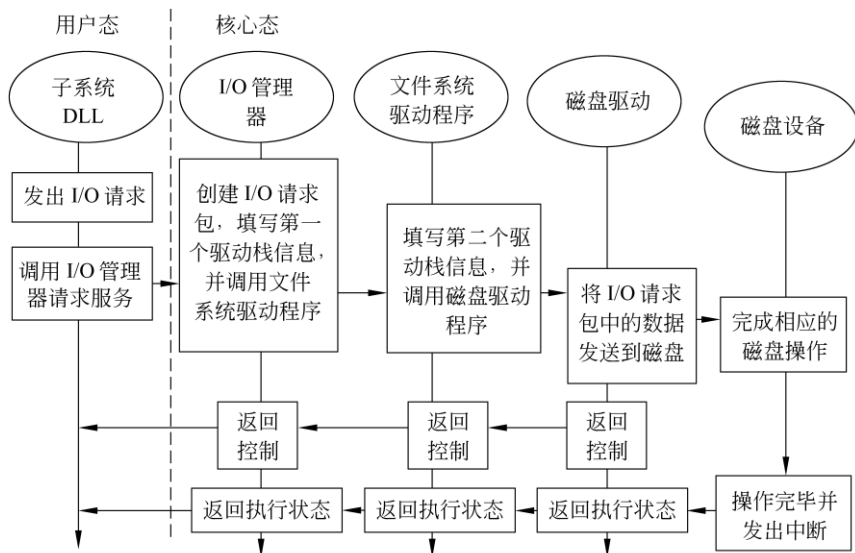 用户态
核心态
子系统
DLL
I/O 管理
器
文件系统
驱动程序
磁盘驱动
磁盘设备
发出 I/O 请求
调用 I/O 管理
器请求服务
创建 I/O 请求
包，填写第一
个驱动栈信息，
并调用文件
系统驱动程序
填写第二个驱
动栈信息，并
调用磁盘驱动
程序
将 I/O 请求
包中的数据
发送到磁盘
完成相应的
磁盘操作
返回
控制
返回
控制
返回
控制
返回执行状态
返回执行状态
返回执行状态
操作完毕并
发出中断